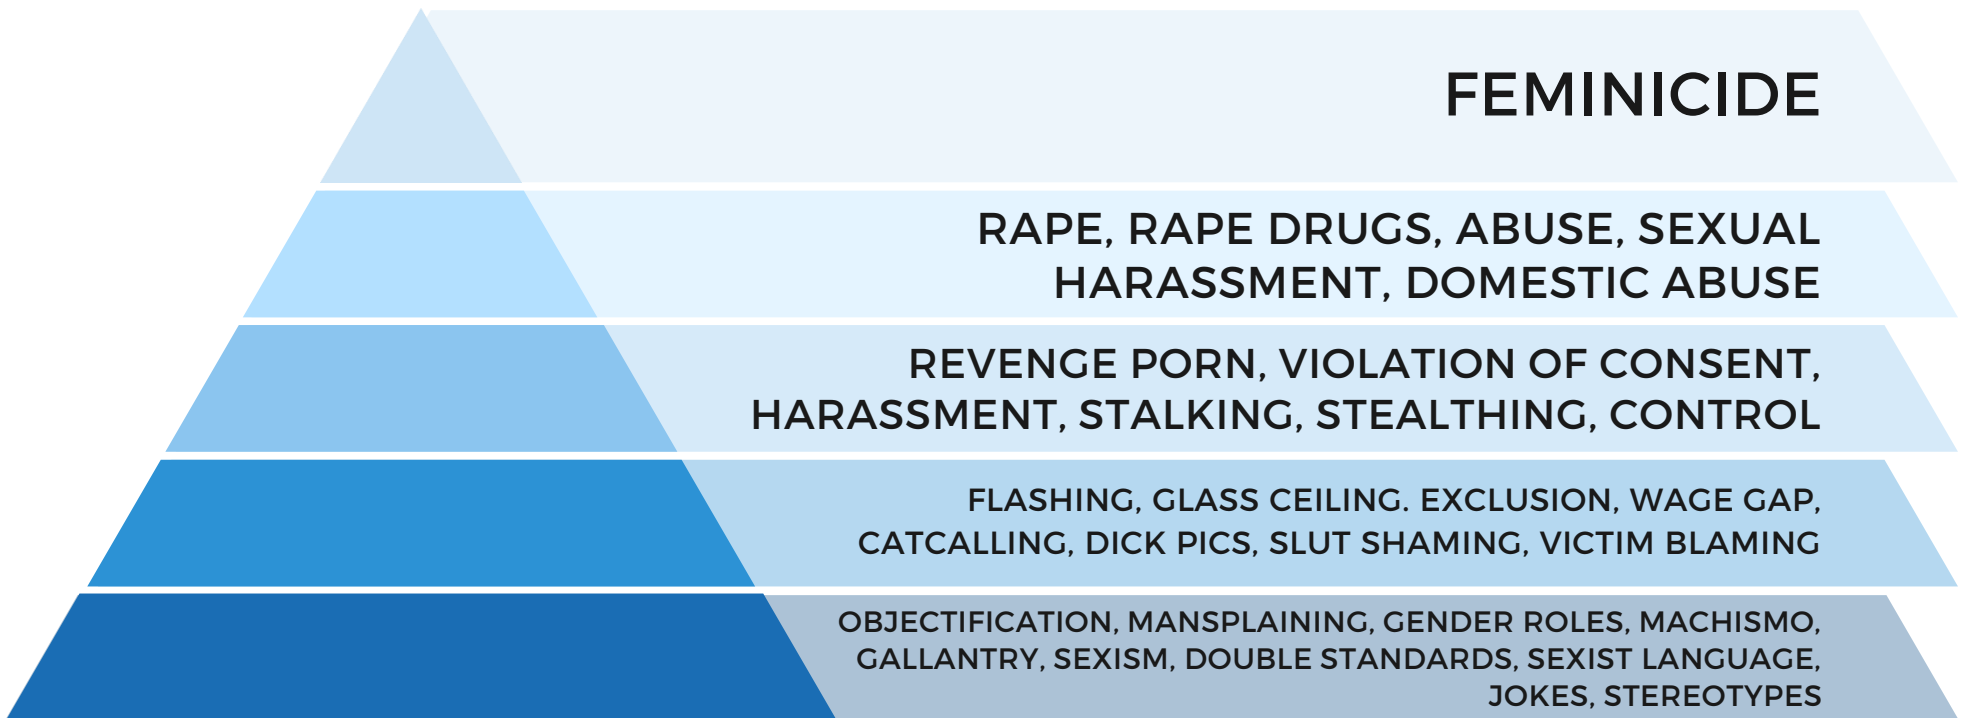 FEMINICIDE
RAPE, RAPE DRUGS, ABUSE, SEXUAL
HARASSMENT, DOMESTIC ABUSE
REVENGE PORN, VIOLATION OF CONSENT,
HARASSMENT, STALKING, STEALTHING, CONTROL
FLASHING, GLASS CEILING. EXCLUSION, WAGE GAP,
CATCALLING, DICK PICS, SLUT SHAMING, VICTIM BLAMING
OBJECTIFICATION, MANSPLAINING, GENDER ROLES, MACHISMO,
GALLANTRY, SEXISM, DOUBLE STANDARDS, SEXIST LANGUAGE,
JOKES, STEREOTYPES